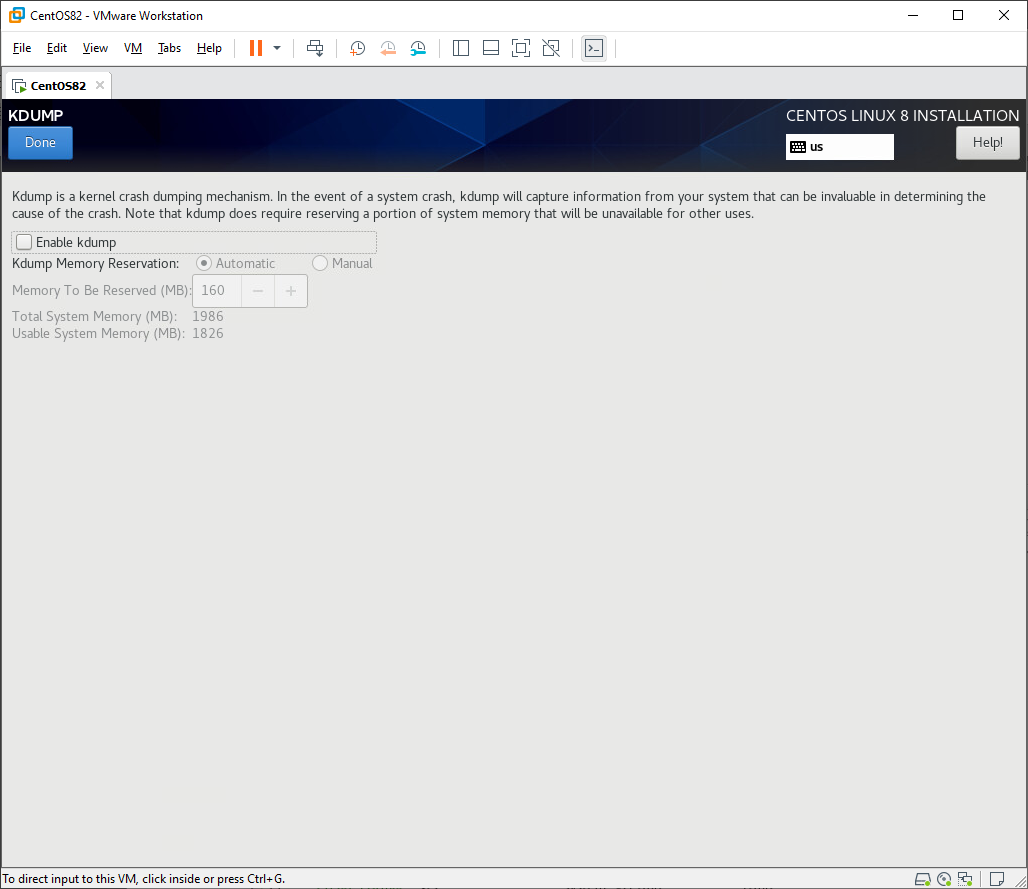 CentOS82 - VMware Workstation
File Edit View VM Tabs Help
CentOS82
KDUMP
CENTOS LINUX 8 INSTALLATION
Done
us
Help!
Kdump is a kernel crash dumping mechanism. In the event of a system crash, kdump will capture information from your system that can be invaluable in determining the
cause of the crash. Note that kdump does require reserving a portion of system memory that will be unavailable for other uses.
Enable kdump
Kdump Memory Reservation: Automatic Manual
Memory To Be Reserved (MB): 160 − +
Total System Memory (MB): 1986
Usable System Memory (MB): 1826
To direct input to this VM, click inside or press Ctrl+G.